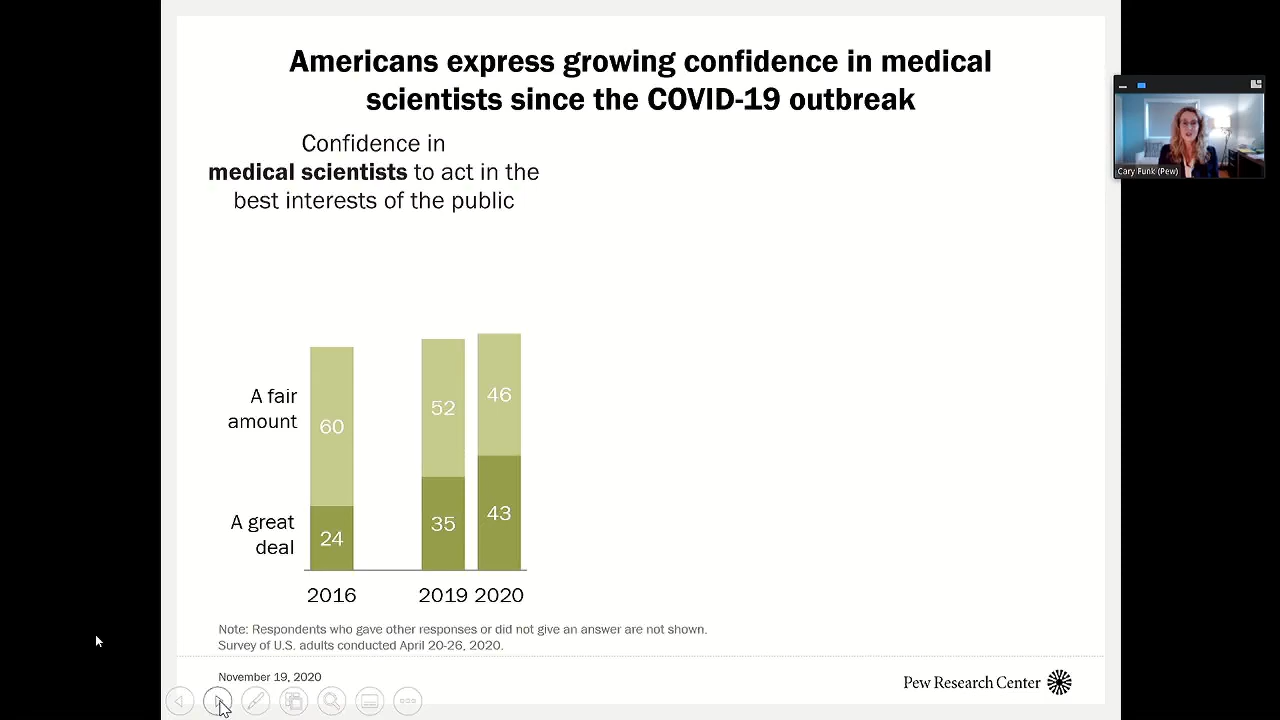 Americans express growing confidence in medical
scientists since the COVID-19 outbreak
Confidence in
medical scientists to act in the
best interests of the public
A fair
amount
60
52
46
A great
deal
24
35
43
2016
2019
2020
Note: Respondents who gave other responses or did not give an answer are not shown.
Survey of U.S. adults conducted April 20-26, 2020.
November 19, 2020
Pew Research Center
Cary Funk (Pew)